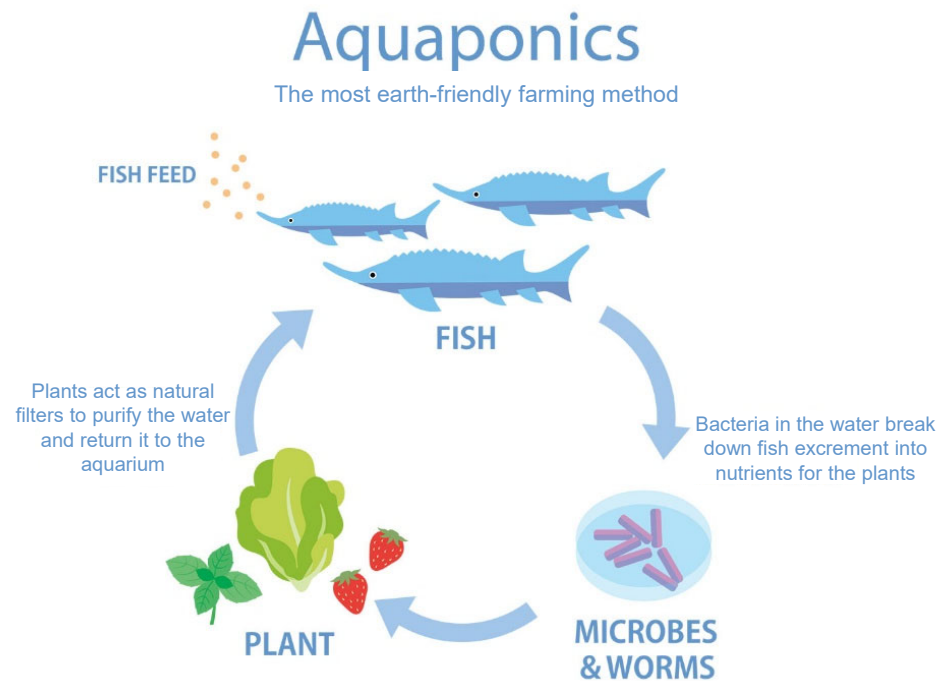 Aquaponics
The most earth-friendly farming method
FISH FEED
FISH
Plants act as natural
filters to purify the water
and return it to the
aquarium
Bacteria in the water break
down fish excrement into
nutrients for the plants
PLANT
MICROBES
& WORMS